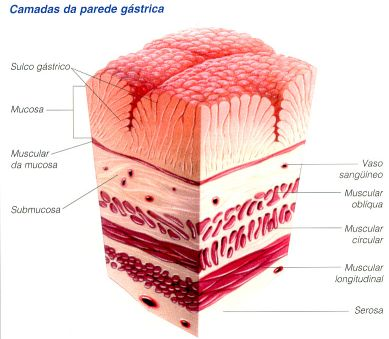 Camadas da parede gástrica
Sulco gástrico
Mucosa
Muscular
da mucosa
Submucosa
Vaso
sangüíneo
Muscular
oblíqua
Muscular
circular
Muscular
longitudinal
Serosa